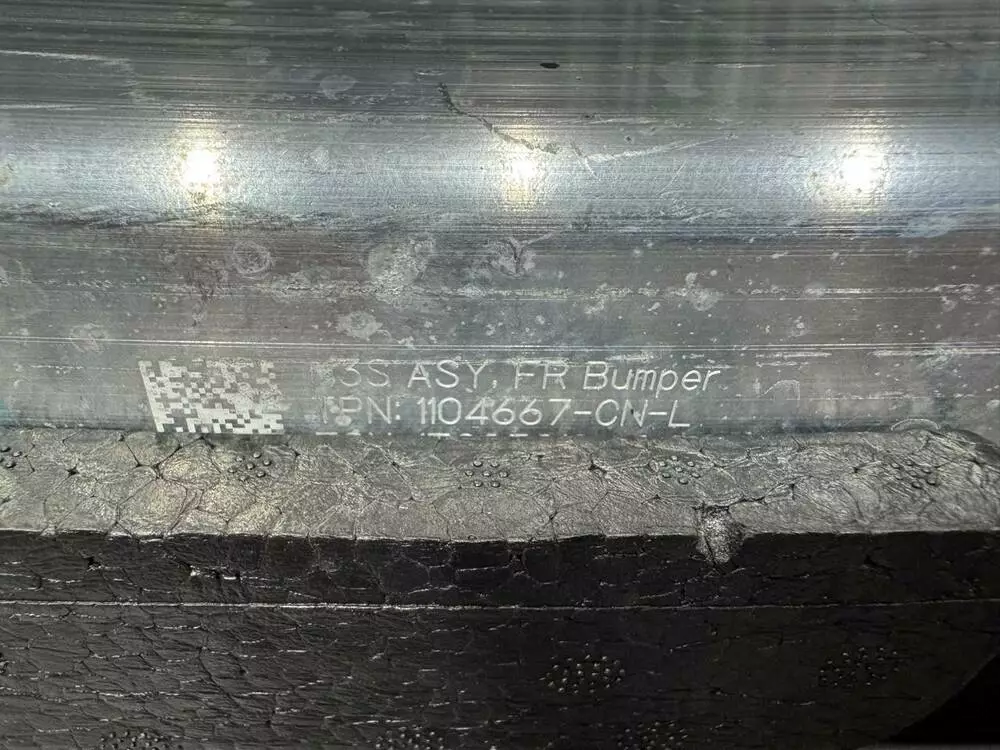 3S ASY, FR Bumper
PN: 1104667-CN-L